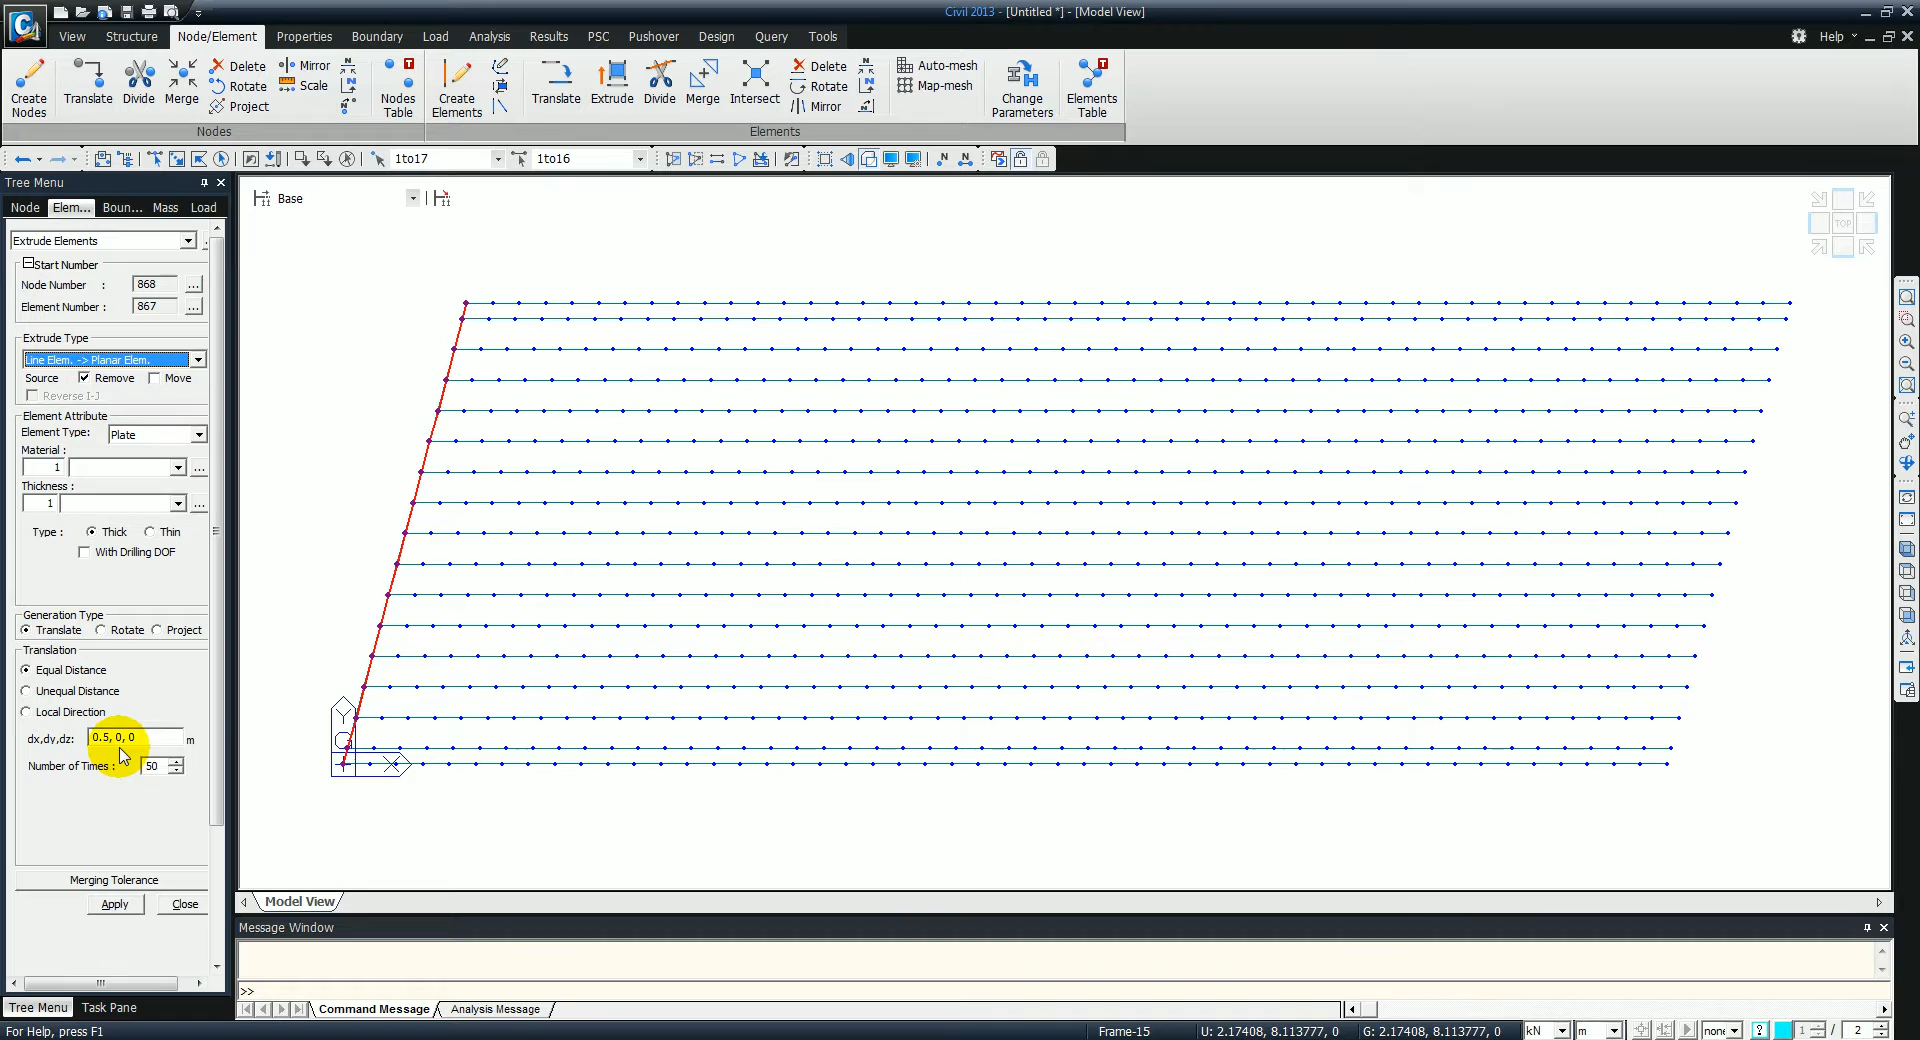 Civil 2013 - [Untitled *] - [Model View]
View Structure Node/Element Properties Boundary Load Analysis Results PSC Pushover Design Query Tools Help
Create Nodes Translate Divide Merge Delete Rotate Project Mirror Scale Nodes Table
Create Elements Translate Extrude Divide Merge Intersect Delete Rotate Mirror Auto-mesh Map-mesh Change Parameters Elements Table
Nodes Elements
1to17 1to16
Tree Menu
Node Elem... Boun... Mass Load
Base
TOP
Extrude Elements
Start Number
Node Number : 868 ...
Element Number : 867 ...
Extrude Type
Line Elem. -> Planar Elem.
Source Remove Move
Reverse I-J
Element Attribute
Element Type: Plate
Material :
1 ...
Thickness :
1 ...
Type : Thick Thin
With Drilling DOF
Generation Type
Translate Rotate Project
Translation
Equal Distance
Unequal Distance
Local Direction
dx,dy,dz: 0.5, 0, 0 m
Number of Times : 50
Y
X
Merging Tolerance
Apply Close
Model View
Message Window
>>
Tree Menu Task Pane
Command Message Analysis Message
For Help, press F1
Frame-15 U: 2.17408, 8.113777, 0 G: 2.17408, 8.113777, 0 kN m none ? 1 / 2